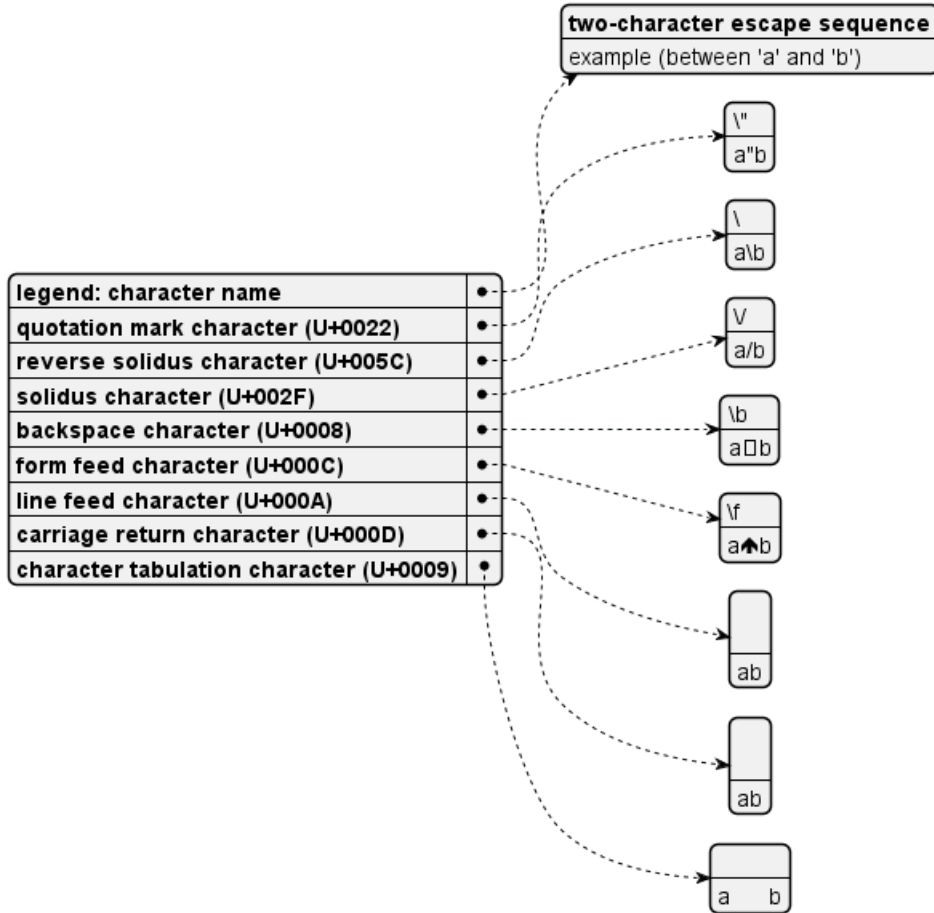 two-character escape sequence
example (between 'a' and 'b')
\"
a"b
\
a\b
\/
a/b
legend: character name
quotation mark character (U+0022)
reverse solidus character (U+005C)
solidus character (U+002F)
backspace character (U+0008)
form feed character (U+000C)
line feed character (U+000A)
carriage return character (U+000D)
character tabulation character (U+0009)
\b
a▯b
\f
a🡅b
ab
ab
a	b